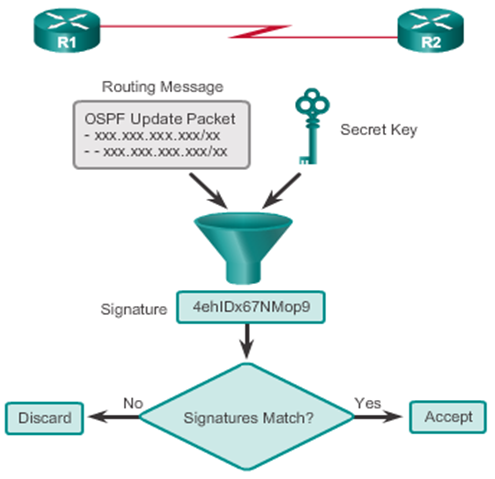 R1
R2
Routing Message
OSPF Update Packet
- xxx.xxx.xxx.xxx/xx
- - xxx.xxx.xxx.xxx/xx
Secret Key
Signature
4ehIDx67NMop9
No
Yes
Discard
Signatures Match?
Accept